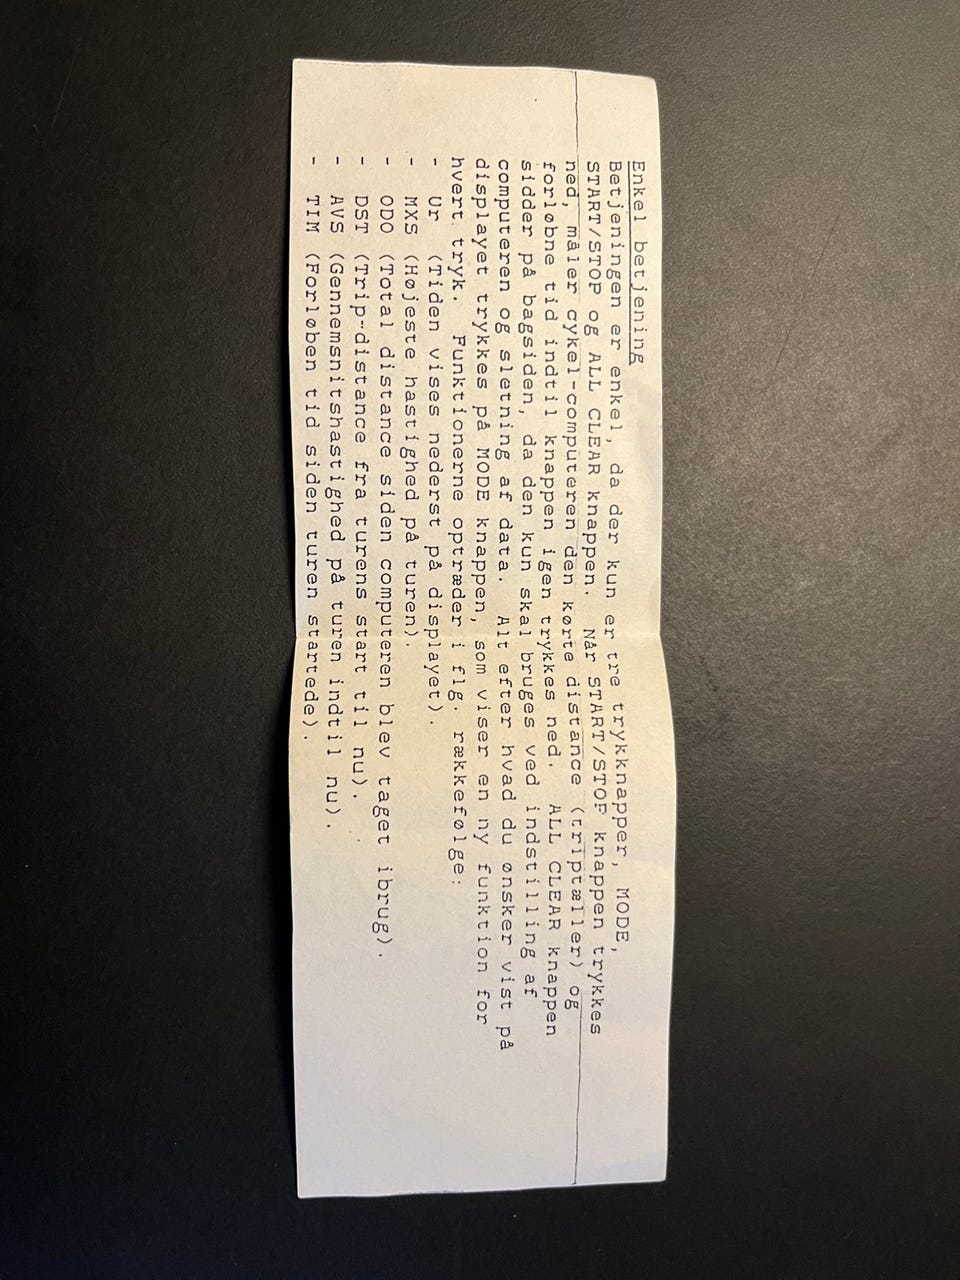 Enkel betjening
Betjeningen er enkel, da der kun er tre trykknapper, MODE,
START/STOP og ALL CLEAR knappen. Når START/STOP knappen trykkes
ned, måler cykel-computeren den kørte distance (triptæller) og
forløbne tid indtil knappen igen trykkes ned. ALL CLEAR knappen
sidder på bagsiden, da den kun skal bruges ved indstilling af
computeren og sletning af data. Alt efter hvad du ønsker vist på
displayet trykkes på MODE knappen, som viser en ny funktion for
hvert tryk. Funktionerne optræder i flg. rækkefølge:
- Ur (Tiden vises nederst på displayet).
- MXS (Højeste hastighed på turen).
- ODO (Total distance siden computeren blev taget ibrug).
- DST (Trip-distance fra turens start til nu).
- AVS (Gennemsnitshastighed på turen indtil nu).
- TIM (Forløben tid siden turen startede).